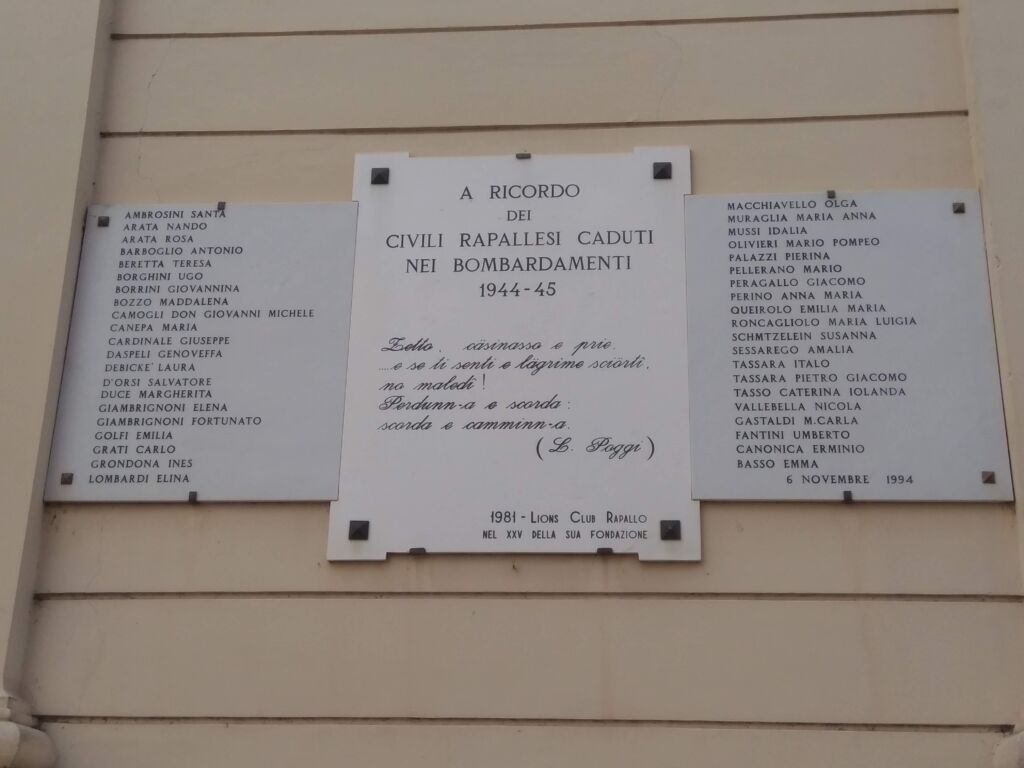 AMBROSINI SANTA
ARATA NANDO
ARATA ROSA
BARBOGLIO ANTONIO
BERETTA TERESA
BORGHINI UGO
BORRINI GIOVANNINA
BOZZO MADDALENA
CAMOGLI DON GIOVANNI MICHELE
CANEPA MARIA
CARDINALE GIUSEPPE
DASPELI GENOVEFFA
DEBICKE' LAURA
D'ORSI SALVATORE
DUCE MARGHERITA
GIAMBRIGNONI ELENA
GIAMBRIGNONI FORTUNATO
GOLFI EMILIA
GRATI CARLO
GRONDONA INES
LOMBARDI ELINA
A RICORDO
DEI
CIVILI RAPALLESI CADUTI
NEI BOMBARDAMENTI
1944-45
Zetto, cäsinasso e prie.
....e se ti senti e lägrime sciörtî,
no maledî!
Perdunn-a e scorda:
scorda e camminn-a.
(L. Poggi)
1981 - LIONS CLUB RAPALLO
NEL XXV DELLA SUA FONDAZIONE
MACCHIAVELLO OLGA
MURAGLIA MARIA ANNA
MUSSI IDALIA
OLIVIERI MARIO POMPEO
PALAZZI PIERINA
PELLERANO MARIO
PERAGALLO GIACOMO
PERINO ANNA MARIA
QUEIROLO EMILIA MARIA
RONCAGLIOLO MARIA LUIGIA
SCHMTZELEIN SUSANNA
SESSAREGO AMALIA
TASSARA ITALO
TASSARA PIETRO GIACOMO
TASSO CATERINA IOLANDA
VALLEBELLA NICOLA
GASTALDI M.CARLA
FANTINI UMBERTO
CANONICA ERMINIO
BASSO EMMA
6 NOVEMBRE 1994